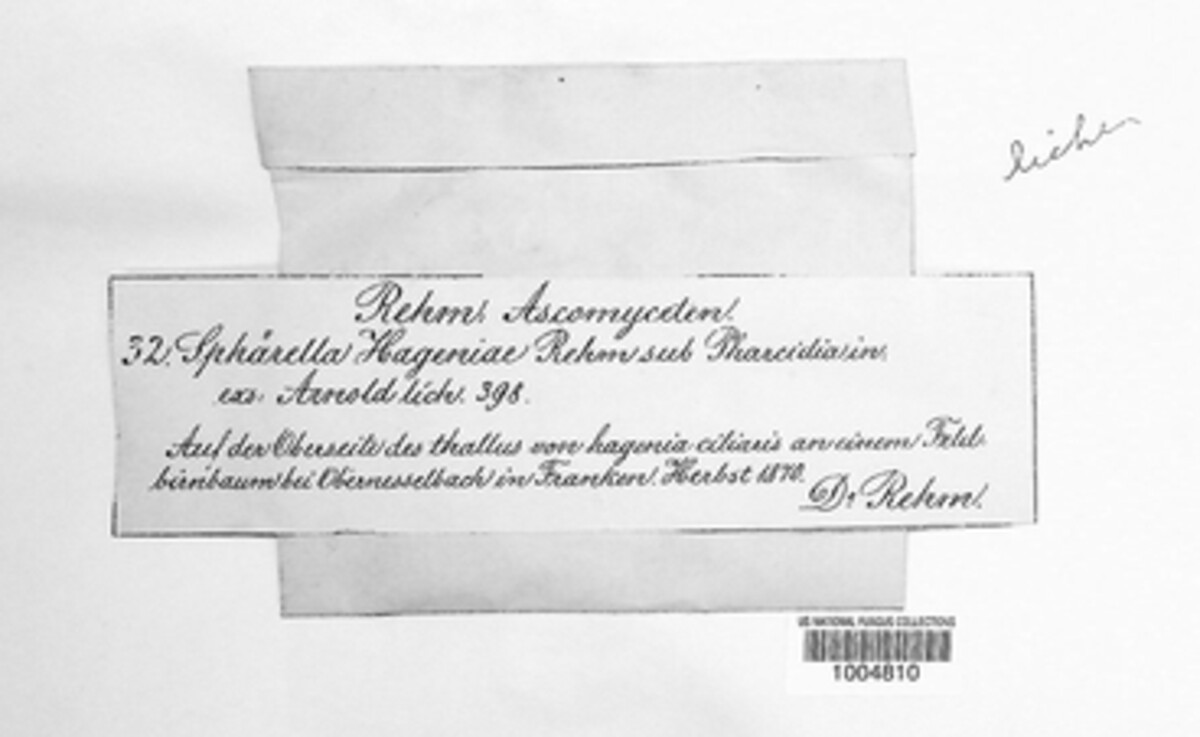 lichen
Rehm, Ascomyceten.
32. Sphärella Hageniae Rehm sub Pharcidia in
exs. Arnold lich. 398.
Auf der Oberseite des thallus von hagenia ciliaris an einem Feld-
birnbaum bei Obernesselbach in Franken. Herbst 1870.
Dr Rehm.
US NATIONAL FUNGUS COLLECTIONS
1004810